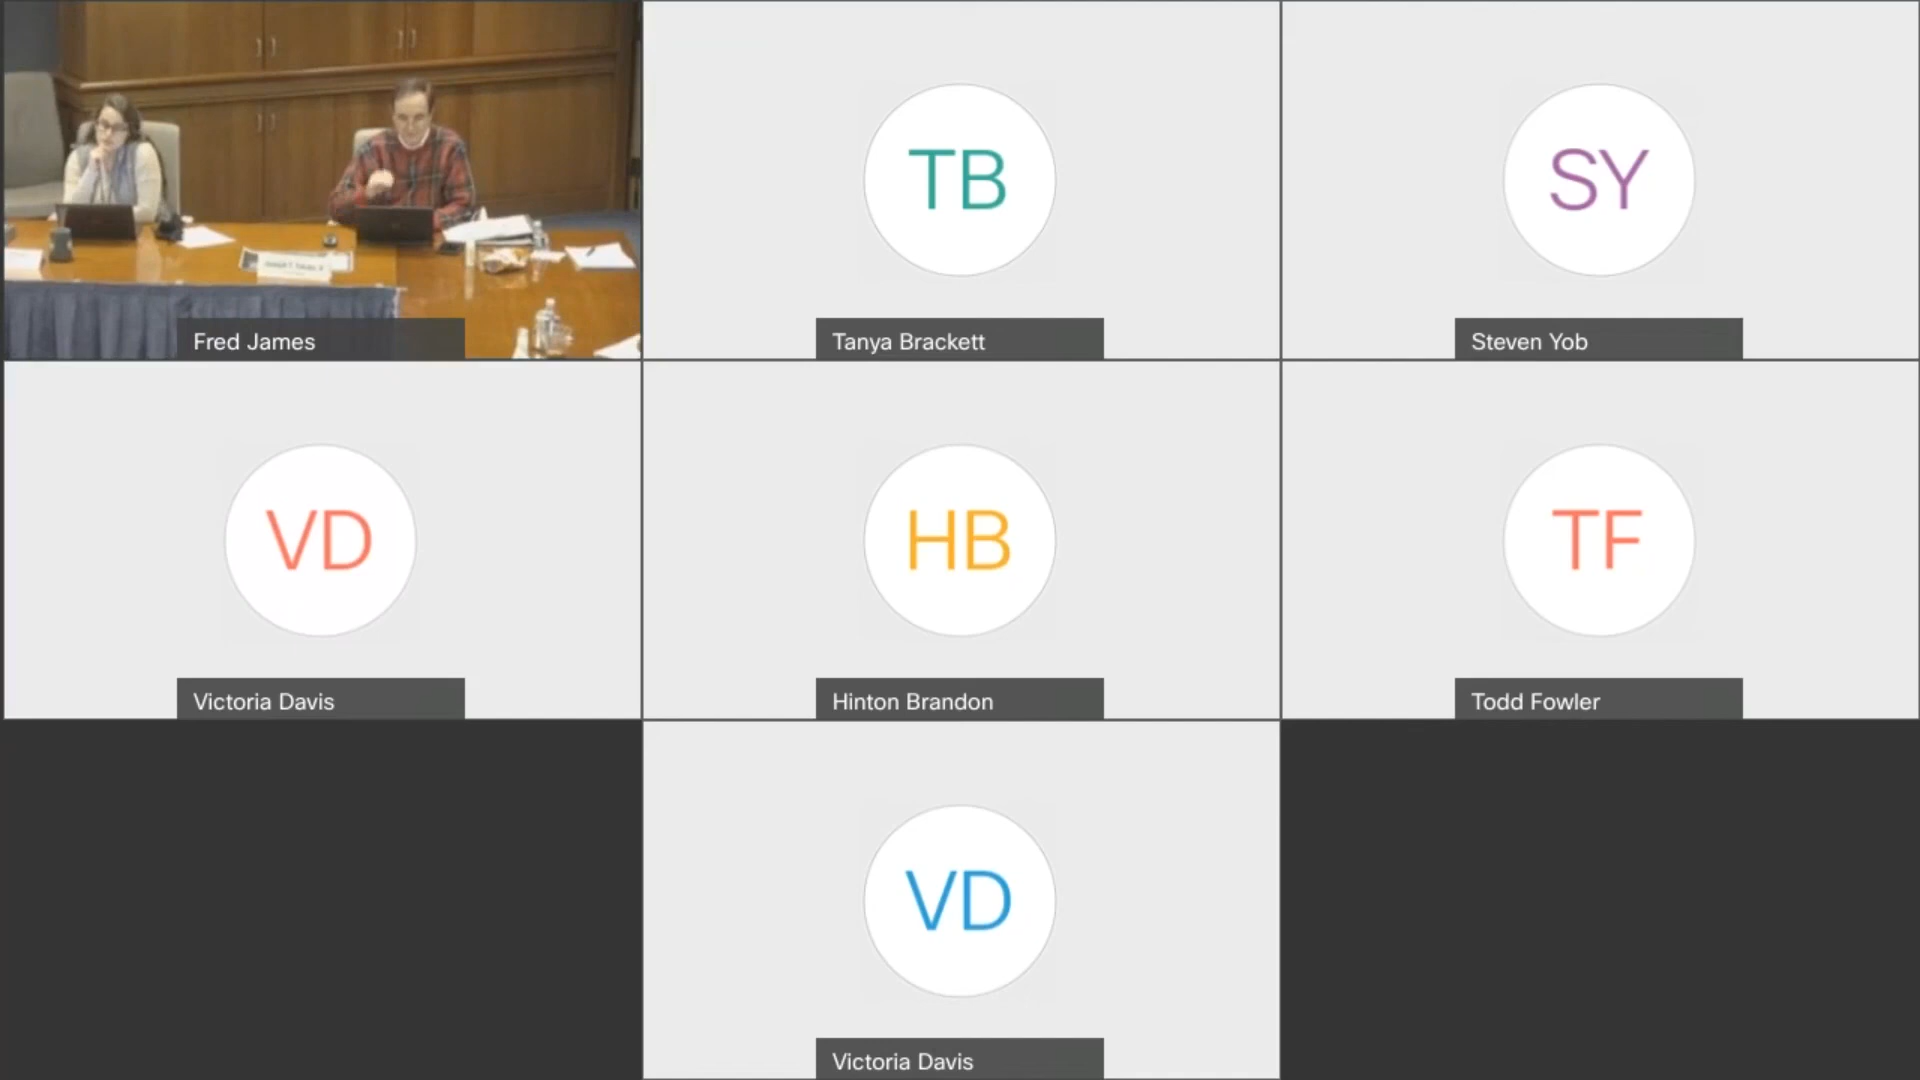 Fred James
TB
Tanya Brackett
SY
Steven Yob
VD
Victoria Davis
HB
Hinton Brandon
TF
Todd Fowler
VD
Victoria Davis